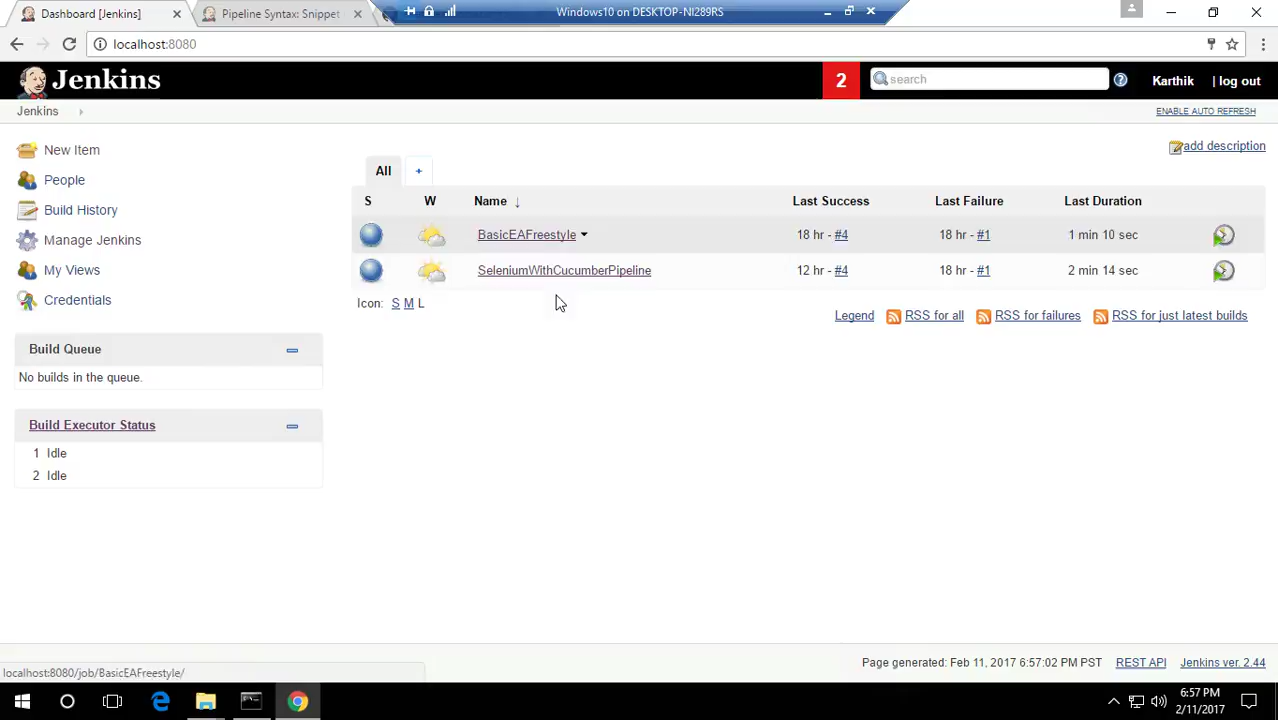 Dashboard [Jenkins]
Pipeline Syntax: Snippet
Windows10 on DESKTOP-NI289RS
localhost:8080
Jenkins
2
search
Karthik
| log out
Jenkins
ENABLE AUTO REFRESH
New Item
People
Build History
Manage Jenkins
My Views
Credentials
add description
All
+
S W Name ↓ Last Success Last Failure Last Duration
BasicEAFreestyle 18 hr - #4 18 hr - #1 1 min 10 sec
SeleniumWithCucumberPipeline 12 hr - #4 18 hr - #1 2 min 14 sec
Icon: S M L
Legend RSS for all RSS for failures RSS for just latest builds
Build Queue
No builds in the queue.
Build Executor Status
1 Idle
2 Idle
Page generated: Feb 11, 2017 6:57:02 PM PST REST API Jenkins ver. 2.44
localhost:8080/job/BasicEAFreestyle/
6:57 PM
2/11/2017